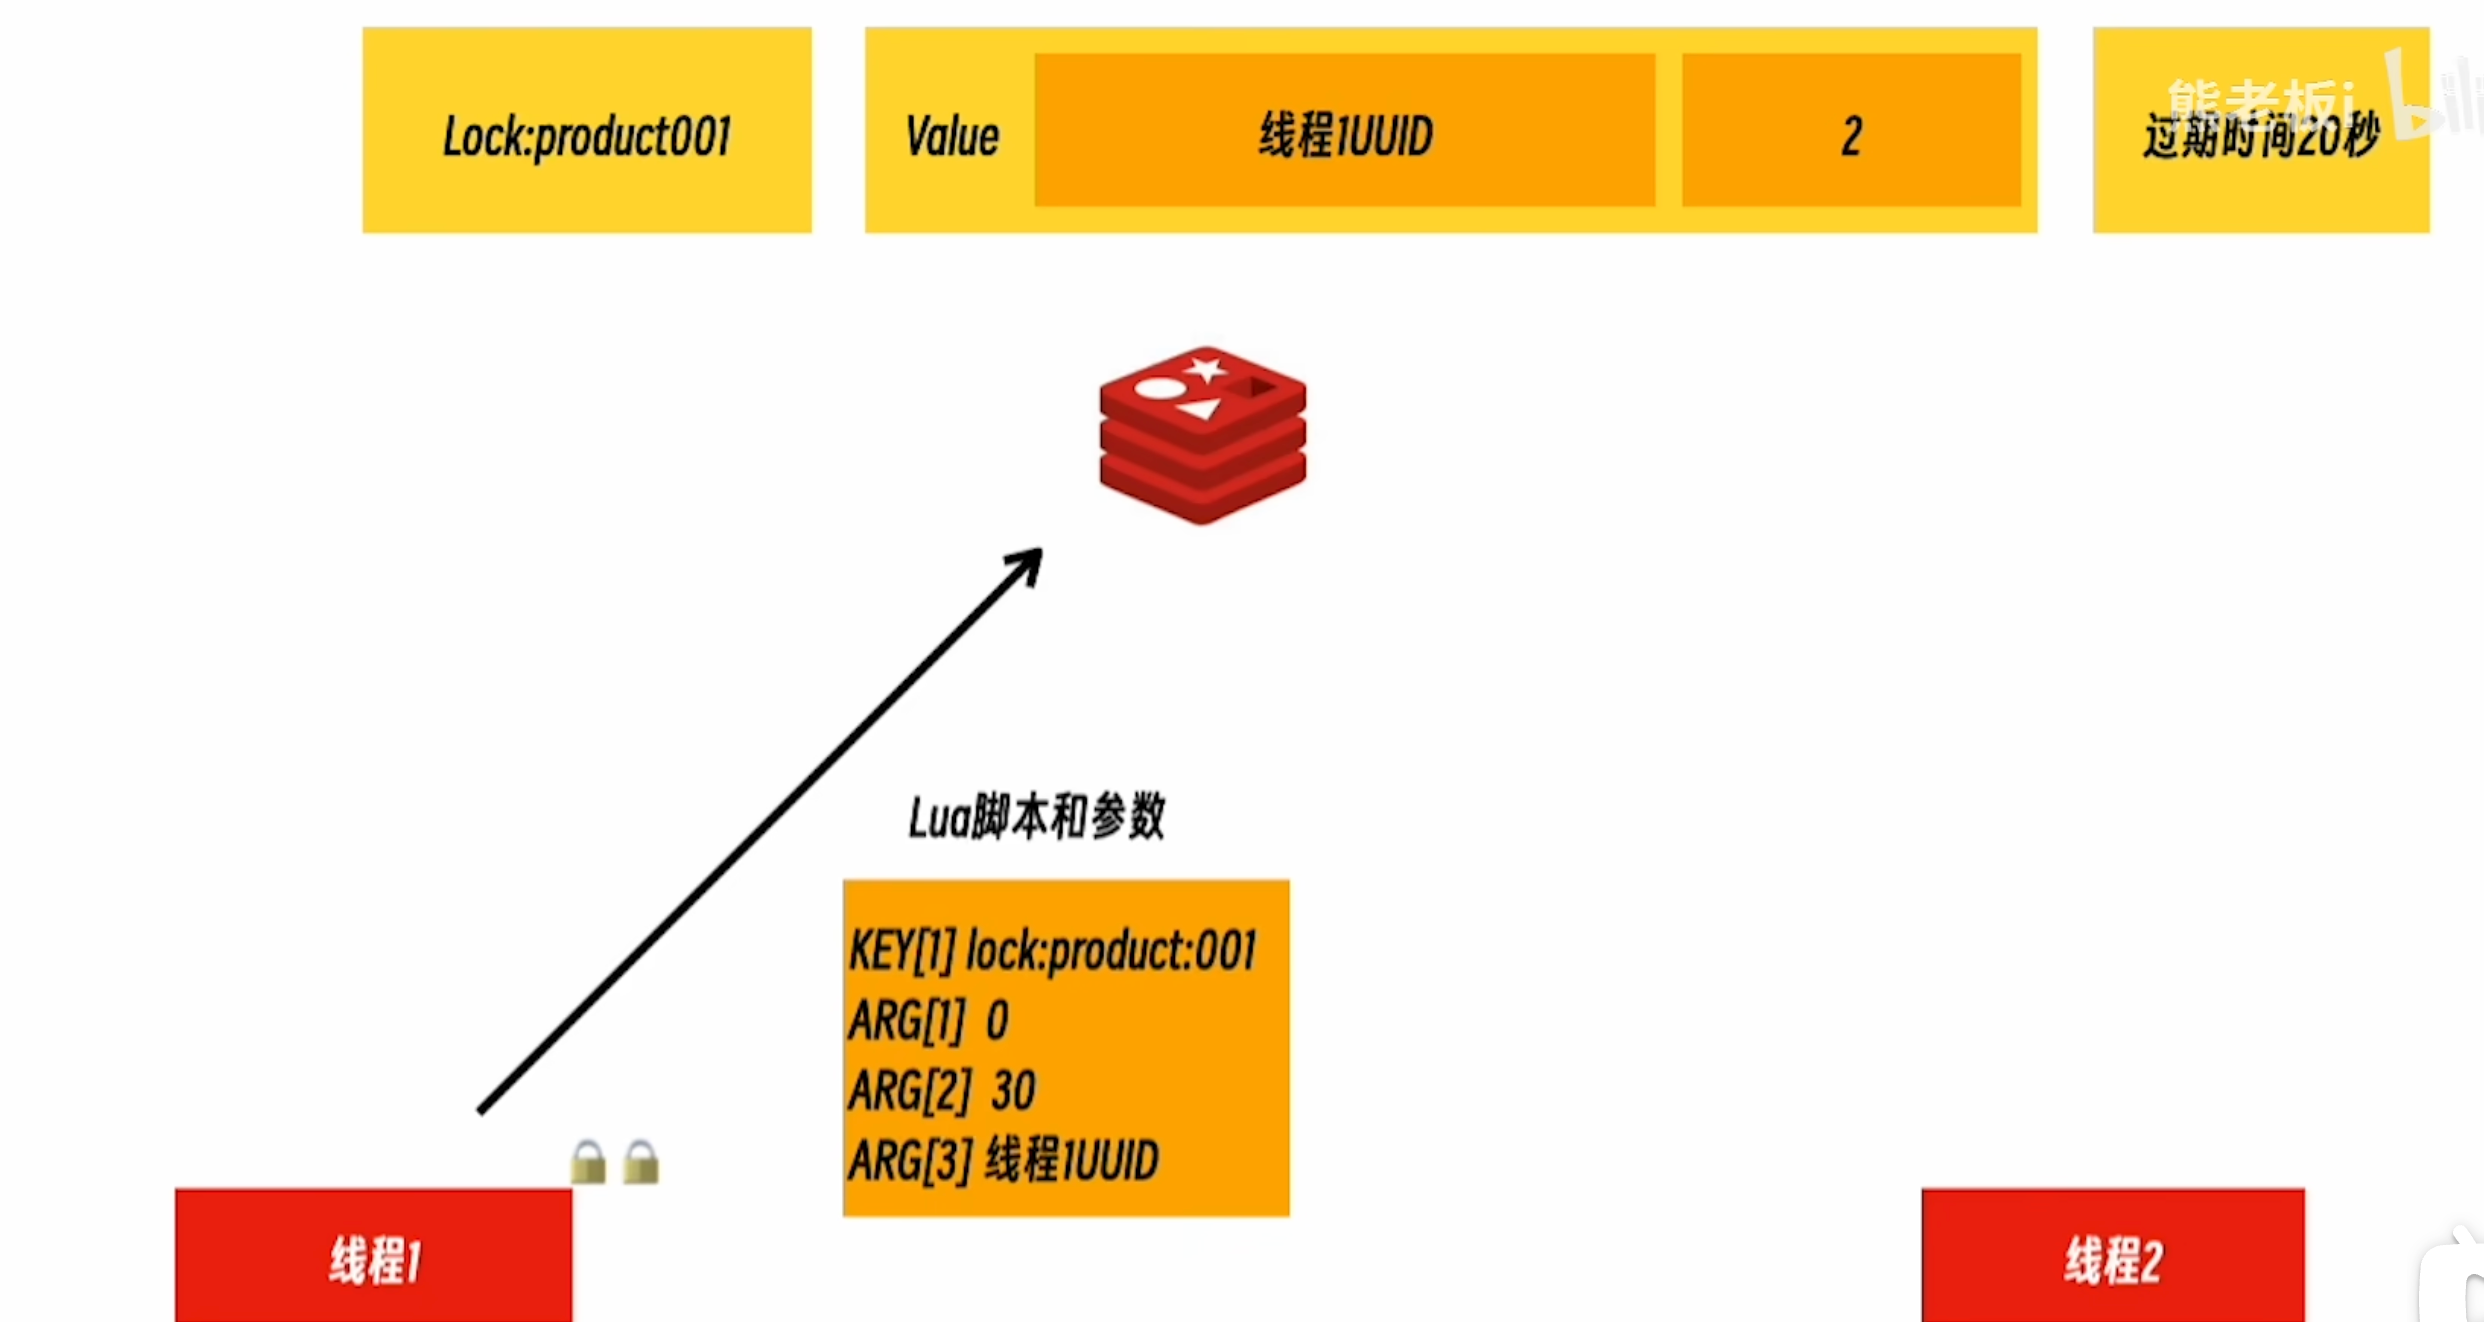 Lock:product001
Value
线程1UUID
2
熊老板i
过期时间20秒
Lua脚本和参数
KEY[1] lock:product:001
ARG[1] 0
ARG[2] 30
ARG[3] 线程1UUID
线程1
线程2